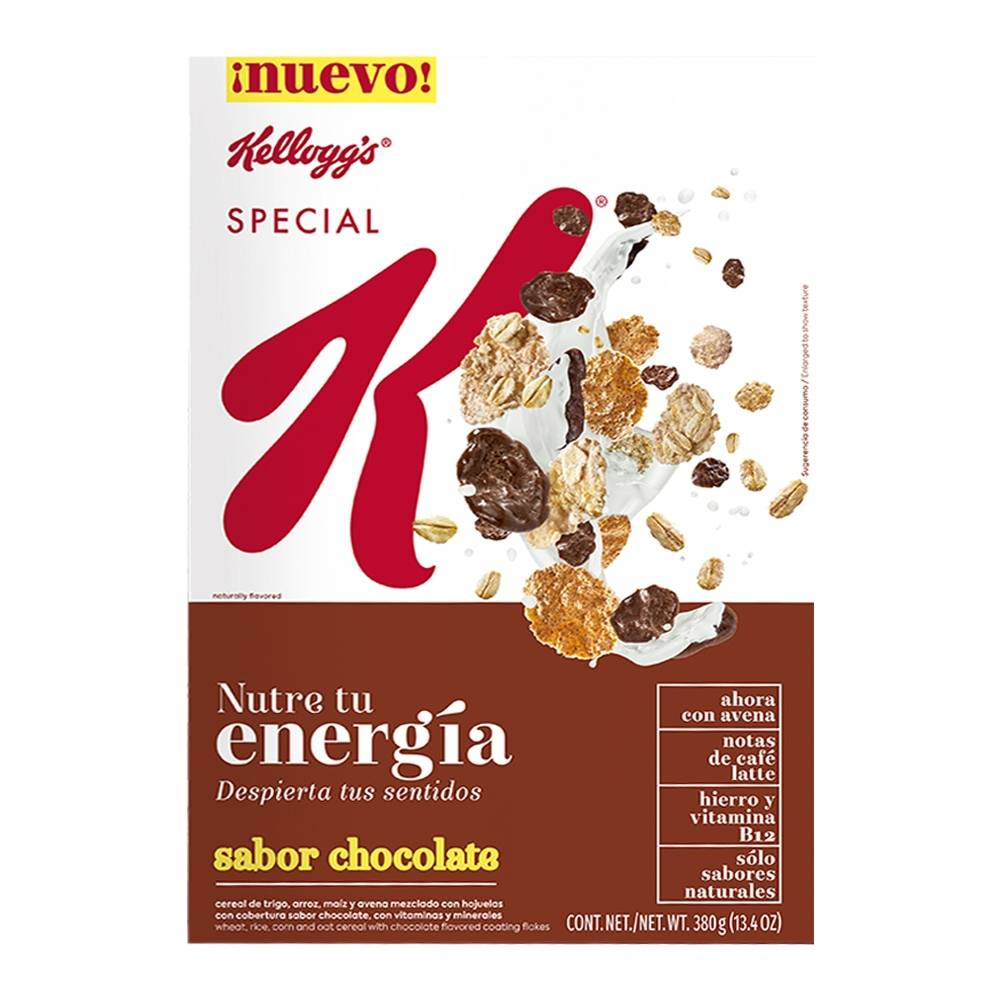 ¡nuevo!
Kellogg's®
SPECIAL
K®
Sugerencia de consumo / Enlarged to show texture
naturally flavored
Nutre tu
energía
Despierta tus sentidos
sabor chocolate
cereal de trigo, arroz, maíz y avena mezclado con hojuelas
con cobertura sabor chocolate, con vitaminas y minerales
wheat, rice, corn and oat cereal with chocolate flavored coating flakes
ahora
con avena
notas
de café
latte
hierro y
vitamina
B12
sólo
sabores
naturales
CONT. NET./NET. WT. 380 g (13.4 OZ)